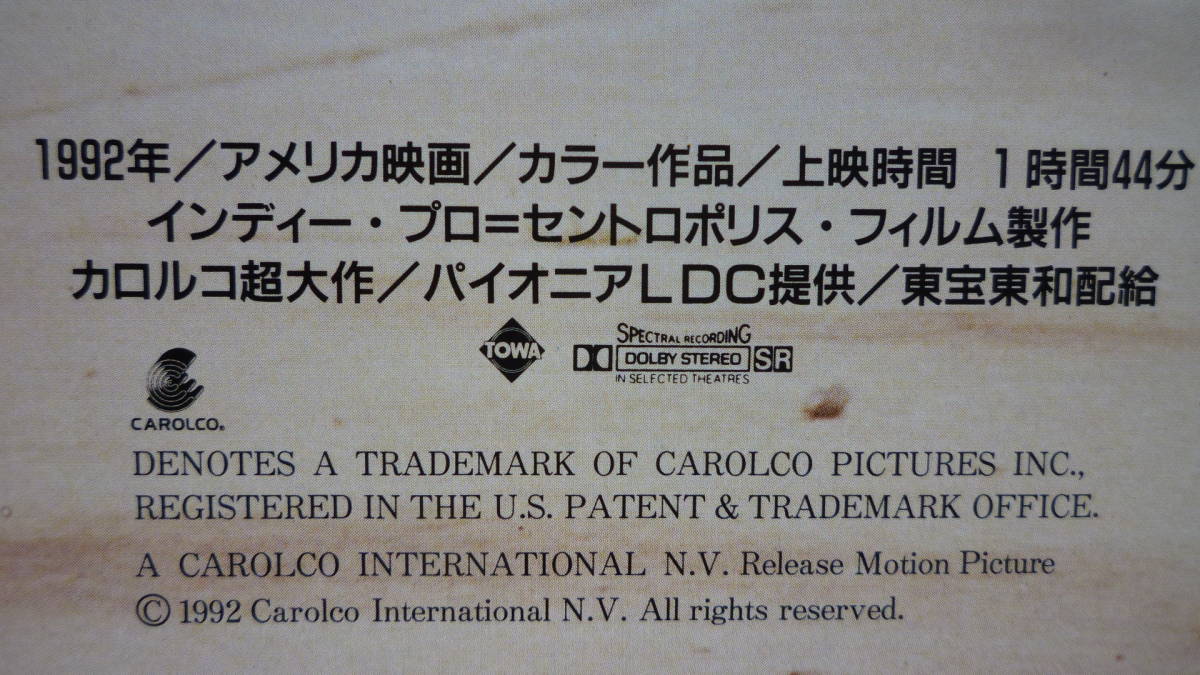 1992年／アメリカ映画／カラー作品／上映時間 1時間44分
インディー・プロ＝セントロポリス・フィルム製作
カロルコ超大作／パイオニアLDC提供／東宝東和配給
CAROLCO®
TOWA
SPECTRAL RECORDING
DOLBY STEREO SR
IN SELECTED THEATRES
DENOTES A TRADEMARK OF CAROLCO PICTURES INC.,
REGISTERED IN THE U.S. PATENT & TRADEMARK OFFICE.
A CAROLCO INTERNATIONAL N.V. Release Motion Picture
© 1992 Carolco International N.V. All rights reserved.